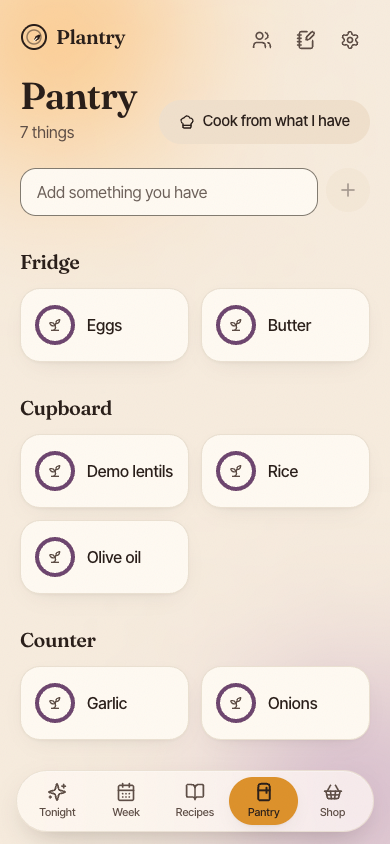 Plantry
Pantry
7 things
Cook from what I have
Add something you have
Fridge
Eggs
Butter
Cupboard
Demo lentils
Rice
Olive oil
Counter
Garlic
Onions
Tonight
Week
Recipes
Pantry
Shop